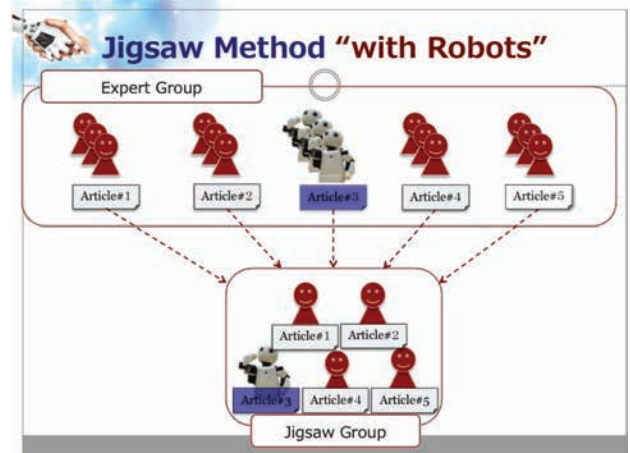 Jigsaw Method “with Robots”
Expert Group
Article#1
Article#2
Article#3
Article#4
Article#5
Article#1
Article#2
Article#3
Article#4
Article#5
Jigsaw Group